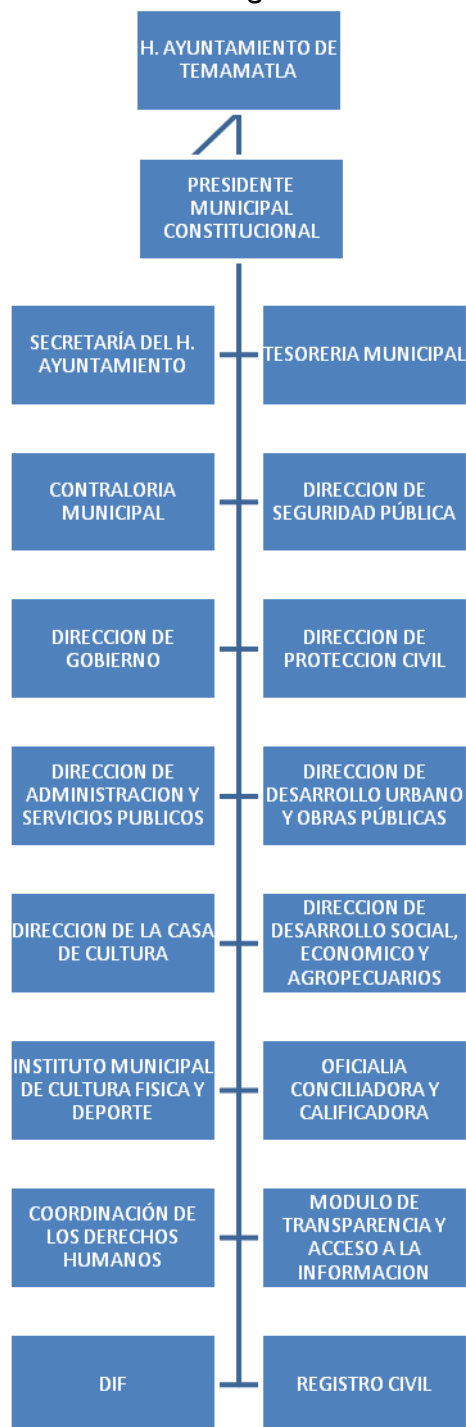 H. AYUNTAMIENTO DE
TEMAMATLA
PRESIDENTE
MUNICIPAL
CONSTITUCIONAL
SECRETARÍA DEL H.
AYUNTAMIENTO
TESORERIA MUNICIPAL
CONTRALORIA
MUNICIPAL
DIRECCION DE
SEGURIDAD PÚBLICA
DIRECCION DE
GOBIERNO
DIRECCION DE
PROTECCION CIVIL
DIRECCION DE
ADMINISTRACION Y
SERVICIOS PUBLICOS
DIRECCION DE
DESARROLLO URBANO
Y OBRAS PÚBLICAS
DIRECCION DE LA CASA
DE CULTURA
DIRECCION DE
DESARROLLO SOCIAL,
ECONOMICO Y
AGROPECUARIOS
INSTITUTO MUNICIPAL
DE CULTURA FISICA Y
DEPORTE
OFICIALIA
CONCILIADORA Y
CALIFICADORA
COORDINACIÓN DE
LOS DERECHOS
HUMANOS
MODULO DE
TRANSPARENCIA Y
ACCESO A LA
INFORMACION
DIF
REGISTRO CIVIL